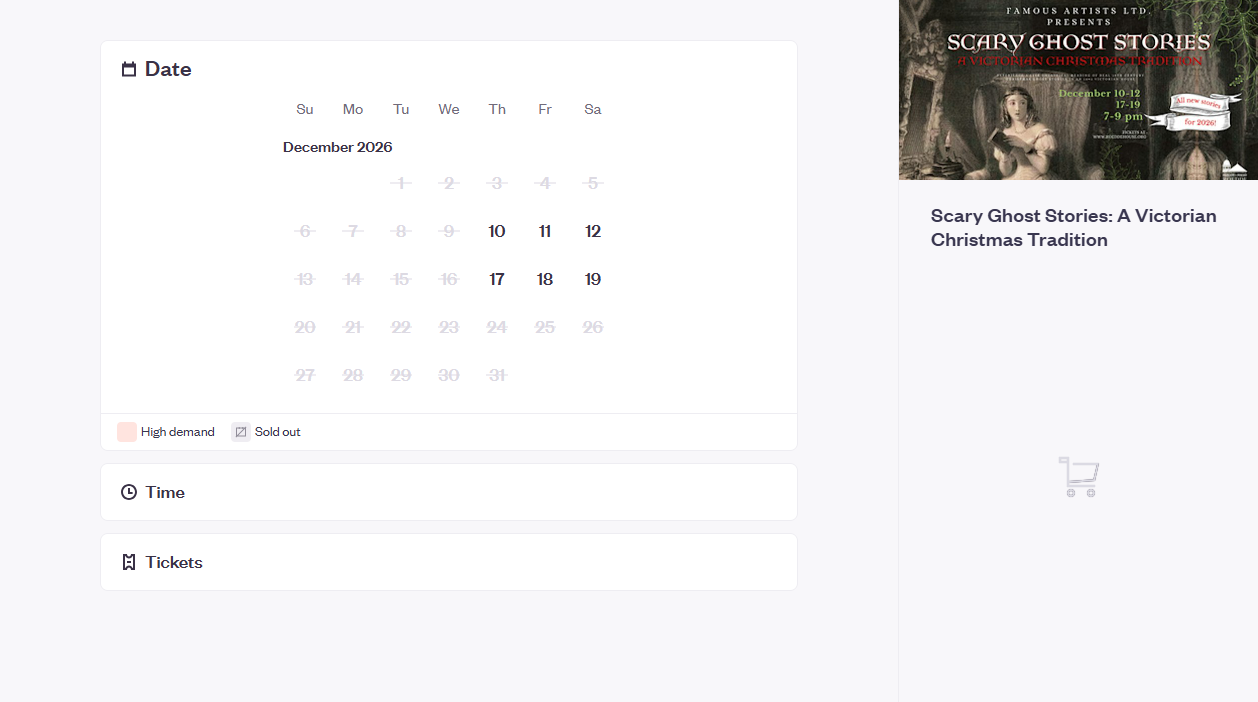 Date
Su Mo Tu We Th Fr Sa
December 2026
1 2 3 4 5
6 7 8 9 10 11 12
13 14 15 16 17 18 19
20 21 22 23 24 25 26
27 28 29 30 31
High demand Sold out
Time
Tickets
FAMOUS ARTISTS LTD.
PRESENTS
SCARY GHOST STORIES
A VICTORIAN CHRISTMAS TRADITION
December 10-12
17-19
7-9 pm
All new stories
for 2026!
TICKETS AT
Scary Ghost Stories: A Victorian
Christmas Tradition